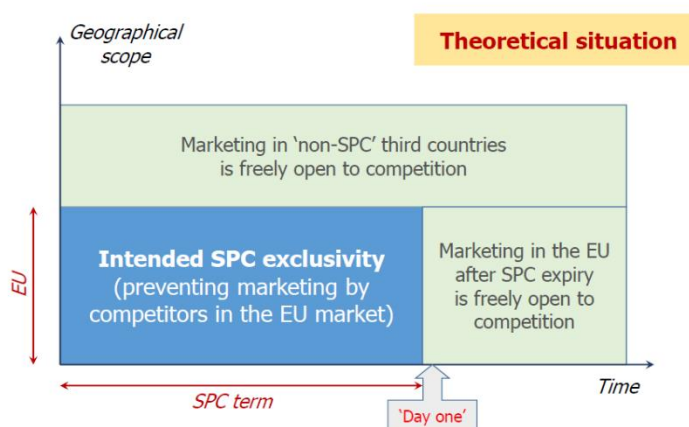 Geographical
scope
Theoretical situation
Marketing in ‘non-SPC’ third countries
is freely open to competition
EU
Intended SPC exclusivity
(preventing marketing by
competitors in the EU market)
Marketing in the EU
after SPC expiry
is freely open to
competition
SPC term
Time
‘Day one’